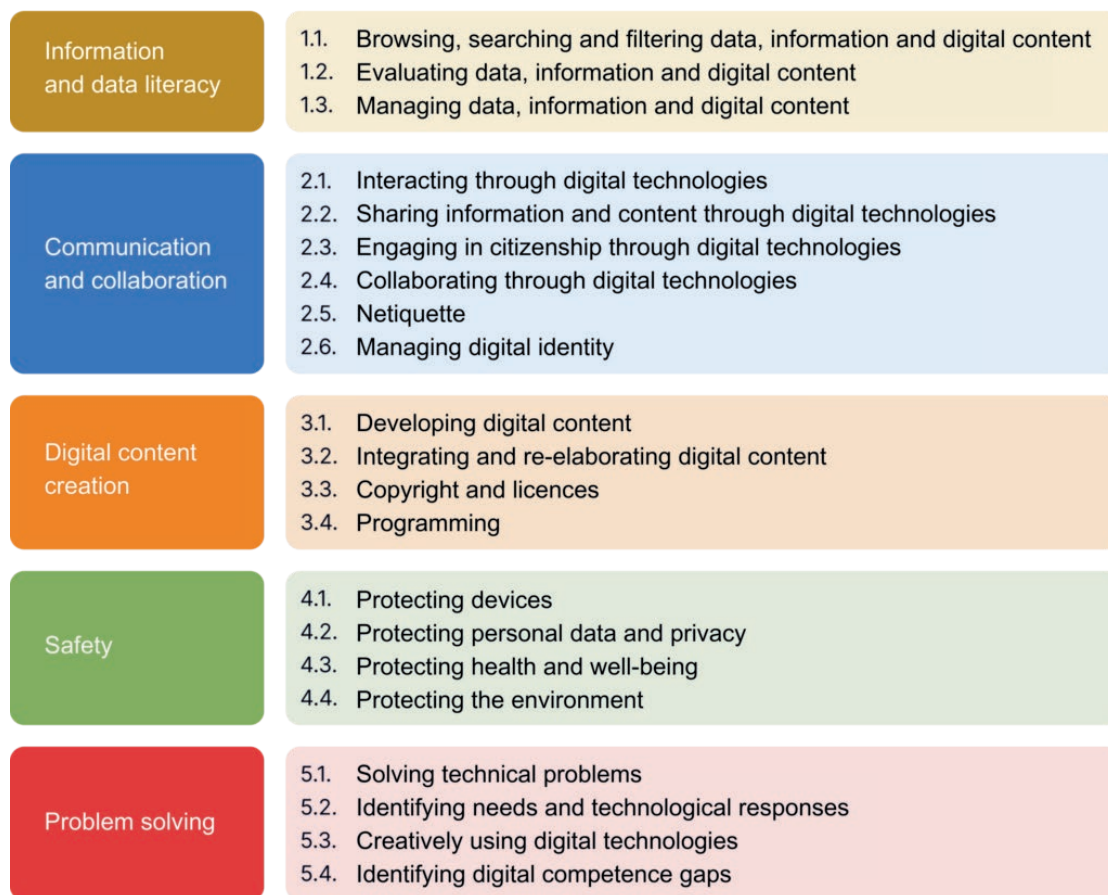 Information
and data literacy
1.1. Browsing, searching and filtering data, information and digital content
1.2. Evaluating data, information and digital content
1.3. Managing data, information and digital content
Communication
and collaboration
2.1. Interacting through digital technologies
2.2. Sharing information and content through digital technologies
2.3. Engaging in citizenship through digital technologies
2.4. Collaborating through digital technologies
2.5. Netiquette
2.6. Managing digital identity
Digital content
creation
3.1. Developing digital content
3.2. Integrating and re-elaborating digital content
3.3. Copyright and licences
3.4. Programming
Safety
4.1. Protecting devices
4.2. Protecting personal data and privacy
4.3. Protecting health and well-being
4.4. Protecting the environment
Problem solving
5.1. Solving technical problems
5.2. Identifying needs and technological responses
5.3. Creatively using digital technologies
5.4. Identifying digital competence gaps